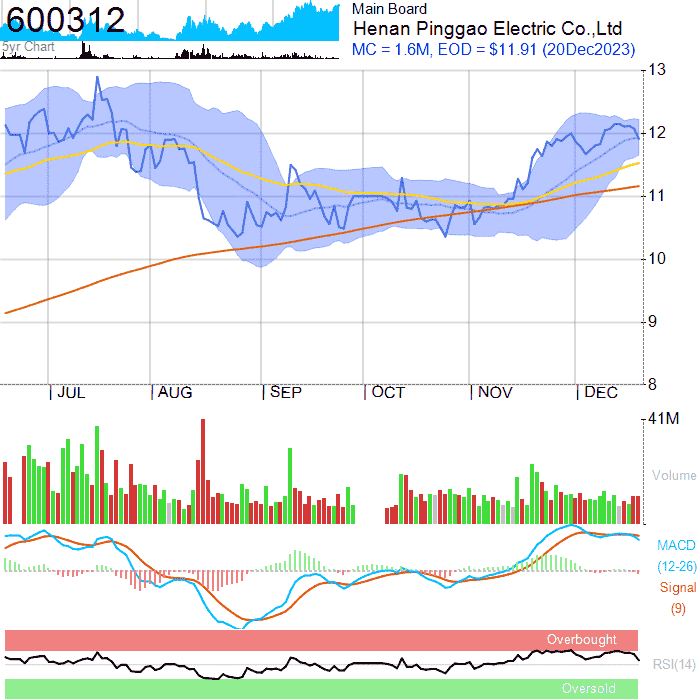 600312
5yr Chart
Main Board
Henan Pinggao Electric Co.,Ltd
MC = 1.6M, EOD = $11.91 (20Dec2023)
13
12
11
10
9
8
JUL AUG SEP OCT NOV DEC
41M
Volume
MACD
(12-26)
Signal
(9)
Overbought
RSI(14)
Oversold